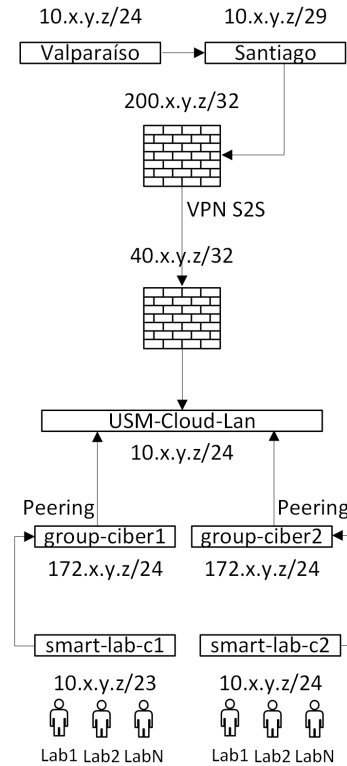 10.x.y.z/24 10.x.y.z/29
Valparaíso Santiago
200.x.y.z/32
VPN S2S
40.x.y.z/32
USM-Cloud-Lan
10.x.y.z/24
Peering Peering
group-ciber1 group-ciber2
172.x.y.z/24 172.x.y.z/24
smart-lab-c1 smart-lab-c2
10.x.y.z/23 10.x.y.z/24
Lab1 Lab2 LabN Lab1 Lab2 LabN